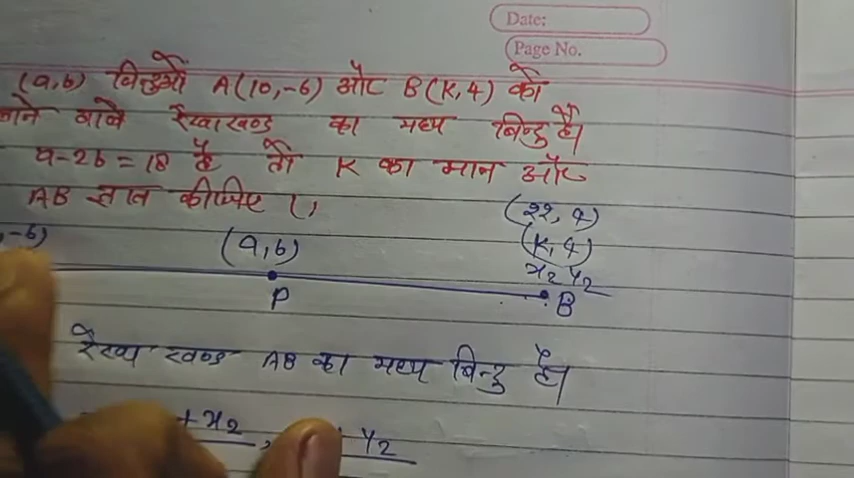 Date:
Page No.
(a,b) बिन्दुओं A(10,-6) और B(K,4) को
वाले रेखाखण्ड का मध्य बिन्दु है।
a-2b=18 है तो K का मान और
AB ज्ञात कीजिए।
(22,4)
,-6) (a,b) (K,4)
x2 y2
P B
रेखा खण्ड AB का मध्य बिन्दु है।
+x2 , y2